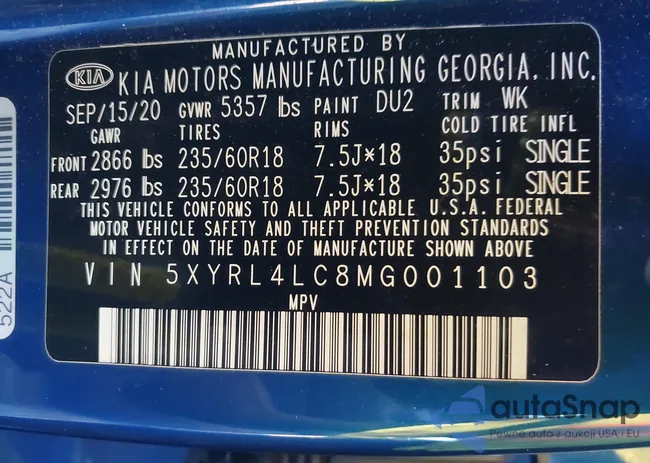 MANUFACTURED BY
KIA KIA MOTORS MANUFACTURING GEORGIA, INC.
SEP/15/20 GVWR 5357 lbs PAINT DU2 TRIM WK
GAWR TIRES RIMS COLD TIRE INFL
FRONT 2866 lbs 235/60R18 7.5J*18 35psi SINGLE
REAR 2976 lbs 235/60R18 7.5J*18 35psi SINGLE
THIS VEHICLE CONFORMS TO ALL APPLICABLE U.S.A. FEDERAL
MOTOR VEHICLE SAFETY AND THEFT PREVENTION STANDARDS
IN EFFECT ON THE DATE OF MANUFACTURE SHOWN ABOVE.
VIN 5XYRL4LC8MG001103
MPV
522A
autaSnap
Pewne auta z aukcji USA i EU